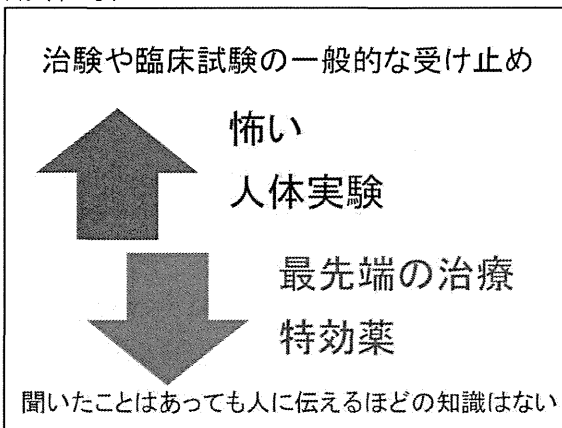 治験や臨床試験の一般的な受け止め
怖い
人体実験
最先端の治療
特効薬
聞いたことはあっても人に伝えるほどの知識はない